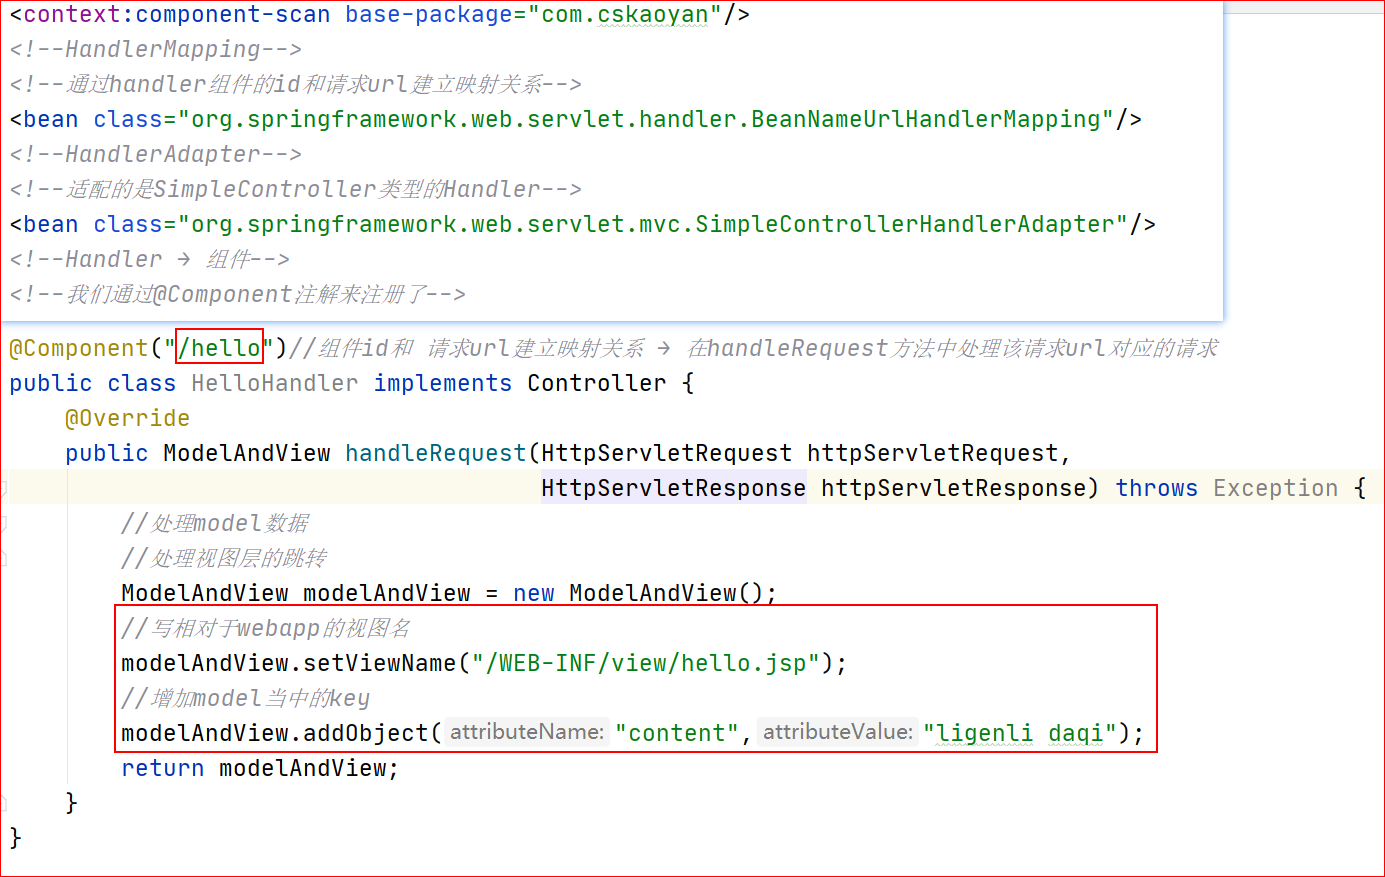 <context:component-scan base-package="com.cskaoyan"/>
<!--HandlerMapping-->
<!--通过handler组件的id和请求url建立映射关系-->
<bean class="org.springframework.web.servlet.handler.BeanNameUrlHandlerMapping"/>
<!--HandlerAdapter-->
<!--适配的是SimpleController类型的Handler-->
<bean class="org.springframework.web.servlet.mvc.SimpleControllerHandlerAdapter"/>
<!--Handler → 组件-->
<!--我们通过@Component注解来注册了-->
@Component("/hello")//组件id和 请求url建立映射关系 → 在handleRequest方法中处理该请求url对应的请求
public class HelloHandler implements Controller {
    @Override
    public ModelAndView handleRequest(HttpServletRequest httpServletRequest,
                                      HttpServletResponse httpServletResponse) throws Exception {
        //处理model数据
        //处理视图层的跳转
        ModelAndView modelAndView = new ModelAndView();
        //写相对于webapp的视图名
        modelAndView.setViewName("/WEB-INF/view/hello.jsp");
        //增加model当中的key
        modelAndView.addObject( attributeName: "content", attributeValue: "ligenli daqi");
        return modelAndView;
    }
}